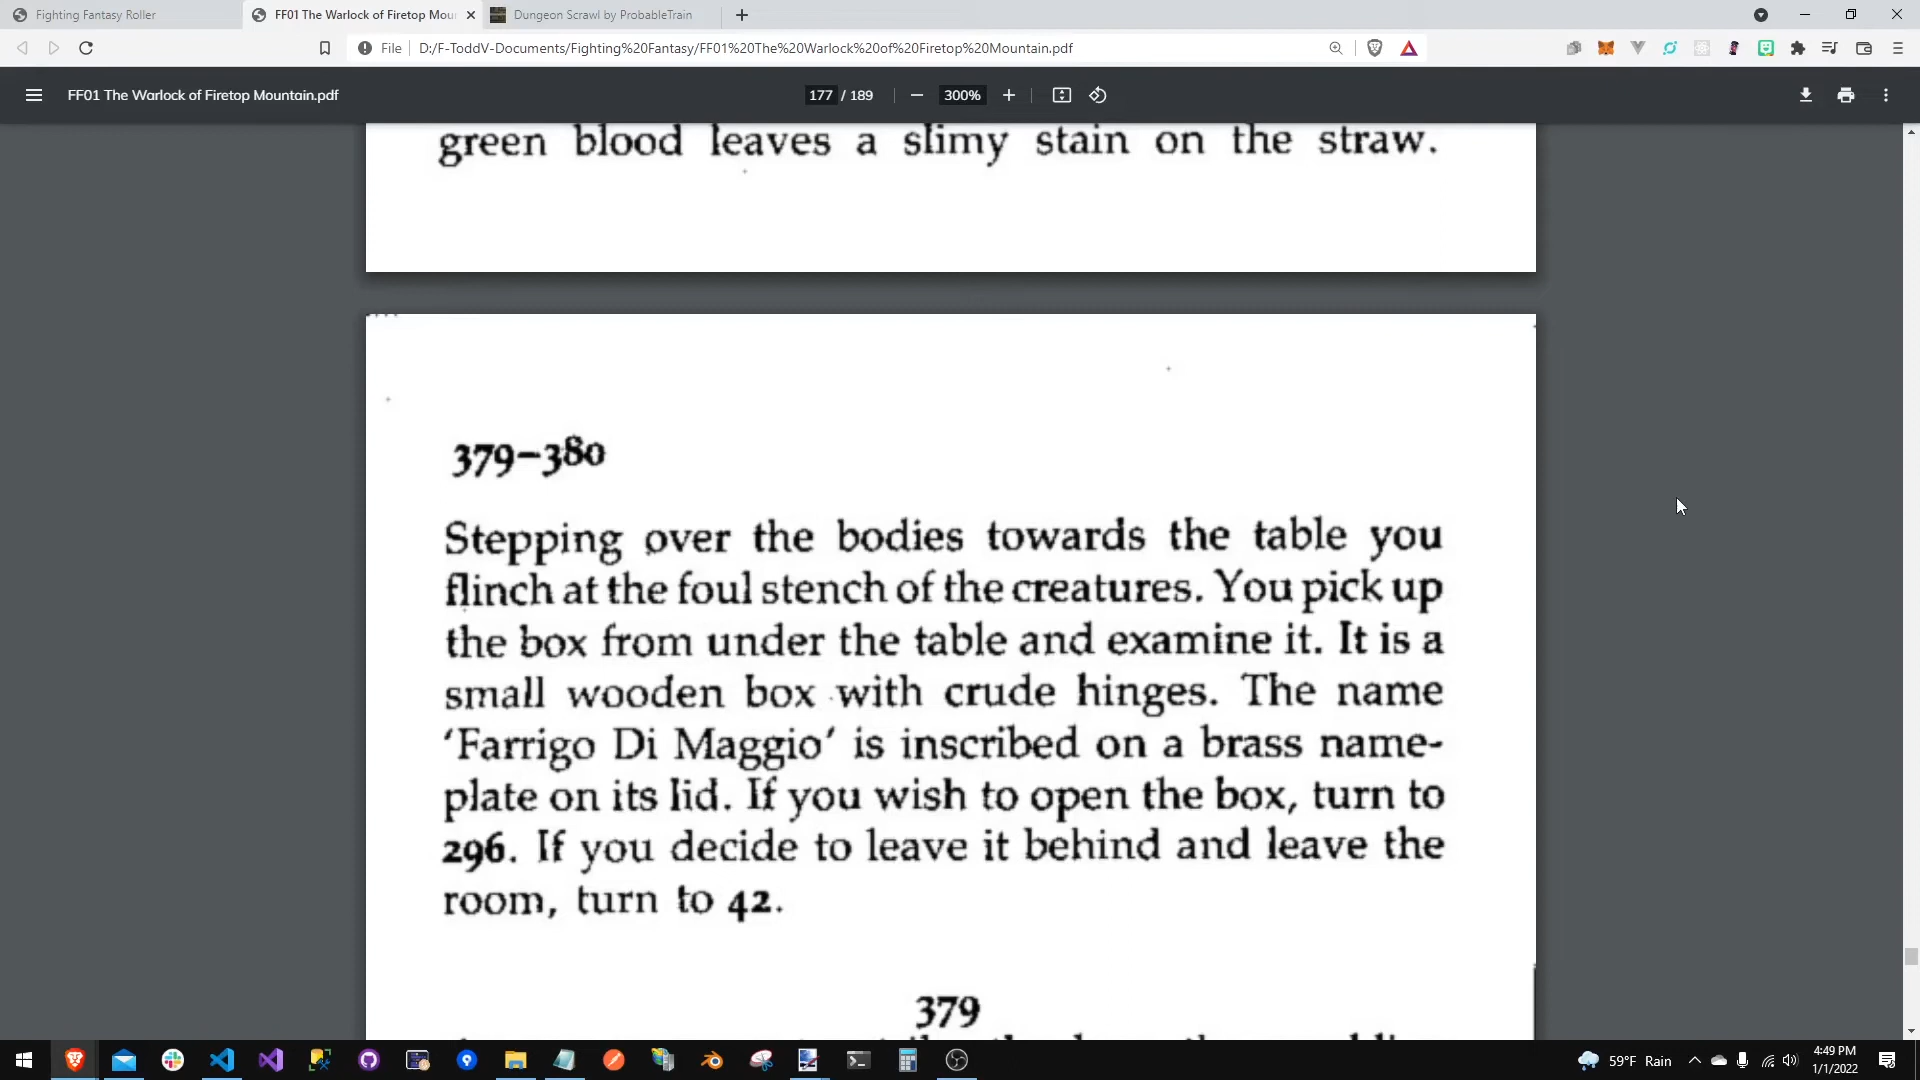 Fighting Fantasy Roller
FF01 The Warlock of Firetop Mour
Dungeon Scrawl by ProbableTrain
File
D:/F-ToddV-Documents/Fighting%20Fantasy/FF01%20The%20Warlock%20of%20Firetop%20Mountain.pdf
FF01 The Warlock of Firetop Mountain.pdf
177 / 189
300%
green blood leaves a slimy stain on the straw.
379-380
Stepping over the bodies towards the table you
flinch at the foul stench of the creatures. You pick up
the box from under the table and examine it. It is a
small wooden box with crude hinges. The name
‘Farrigo Di Maggio’ is inscribed on a brass name-
plate on its lid. If you wish to open the box, turn to
296. If you decide to leave it behind and leave the
room, turn to 42.
379
59°F Rain
4:49 PM
1/1/2022